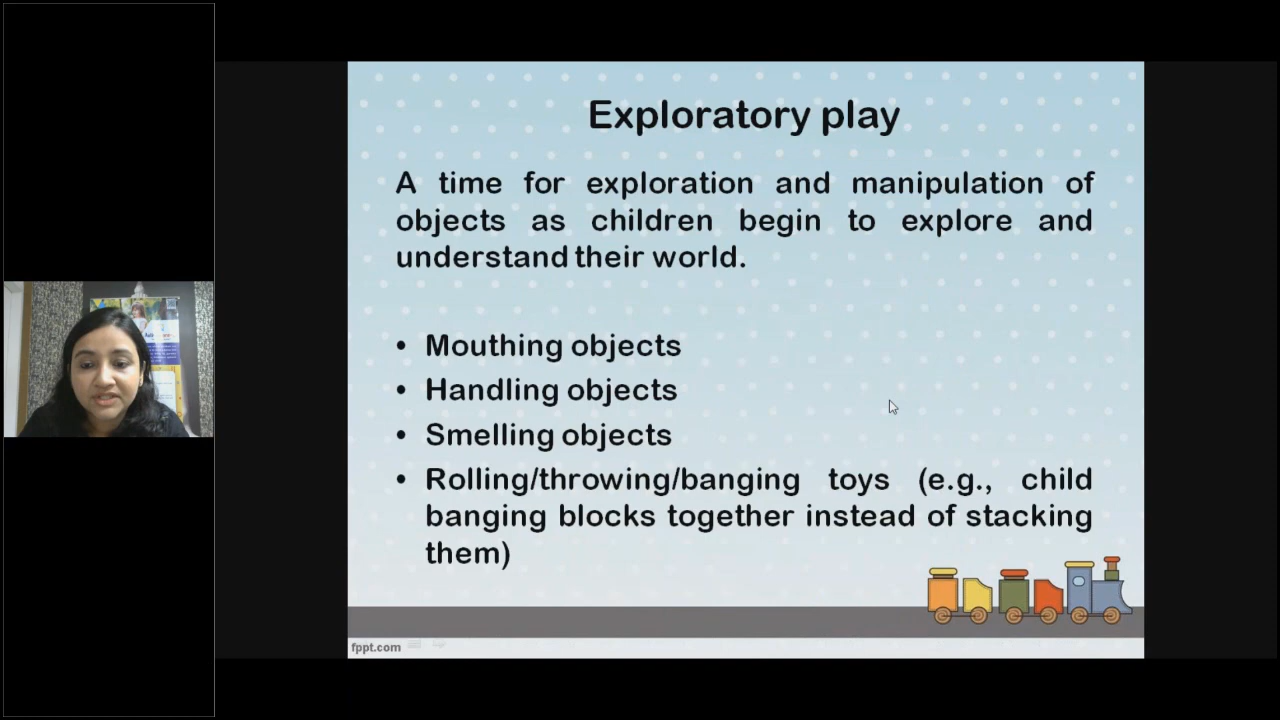 Exploratory play
A time for exploration and manipulation of
objects as children begin to explore and
understand their world.
• Mouthing objects
• Handling objects
• Smelling objects
• Rolling/throwing/banging toys (e.g., child
banging blocks together instead of stacking
them)
fppt.com